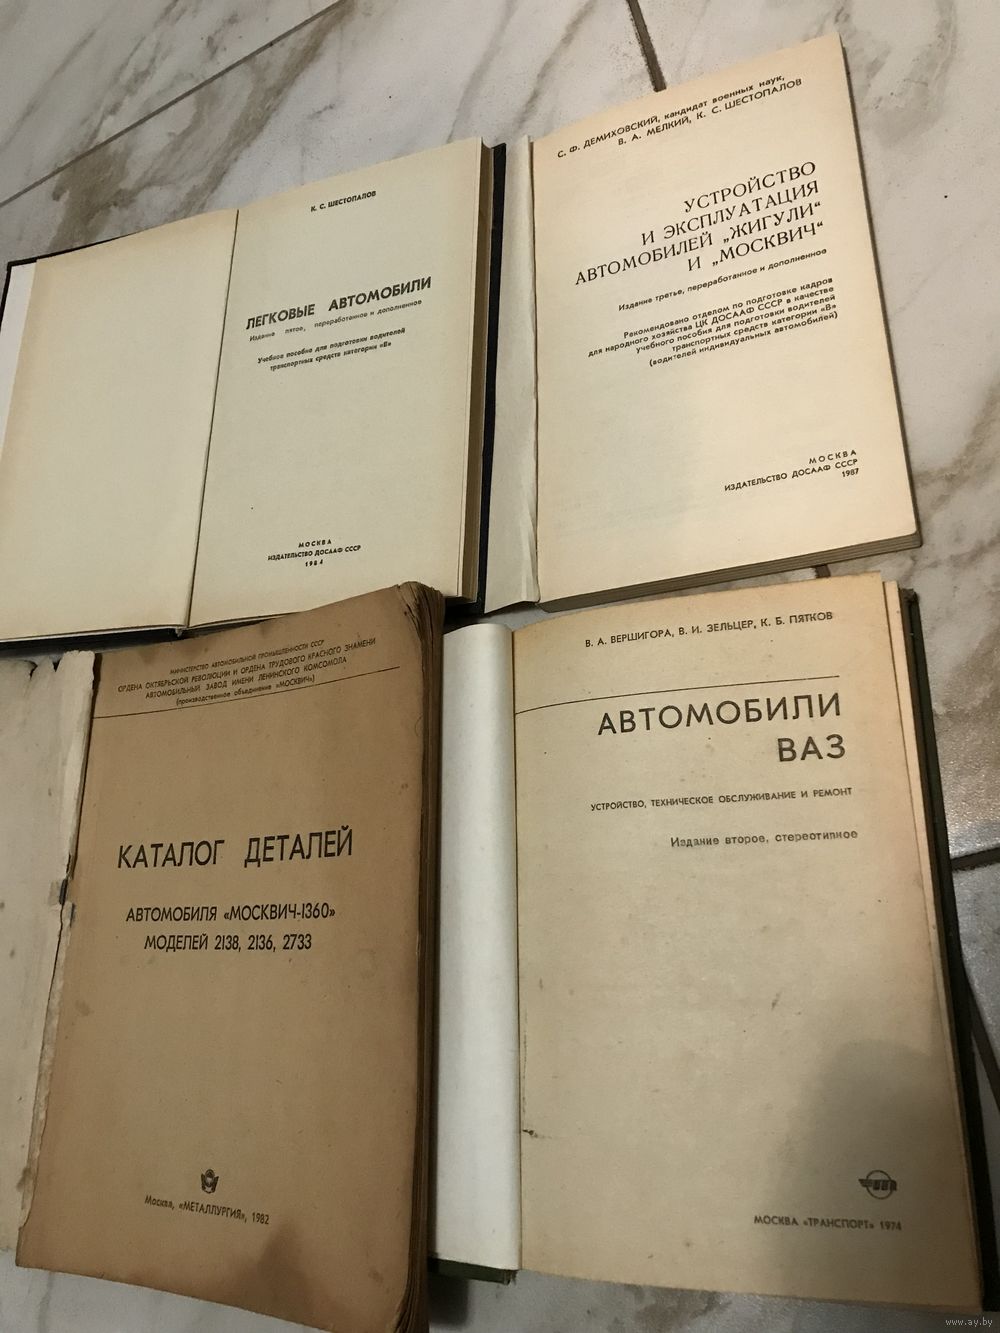 К. С. ШЕСТОПАЛОВ
ЛЕГКОВЫЕ АВТОМОБИЛИ
Издание пятое, переработанное и дополненное
Учебное пособие для подготовки водителей
транспортных средств категории «В»
МОСКВА
ИЗДАТЕЛЬСТВО ДОСААФ СССР
1984
С. Ф. ДЕМИХОВСКИЙ, кандидат военных наук,
В. А. МЕЛКИЙ, К. С. ШЕСТОПАЛОВ
УСТРОЙСТВО
И ЭКСПЛУАТАЦИЯ
АВТОМОБИЛЕЙ „ЖИГУЛИ“
И „МОСКВИЧ“
Издание третье, переработанное и дополненное
Рекомендовано отделом по подготовке кадров
для народного хозяйства ЦК ДОСААФ СССР в качестве
учебного пособия для подготовки водителей
транспортных средств категории «В»
(водителей индивидуальных автомобилей)
МОСКВА
ИЗДАТЕЛЬСТВО ДОСААФ СССР
1987
МИНИСТЕРСТВО АВТОМОБИЛЬНОЙ ПРОМЫШЛЕННОСТИ СССР
ОРДЕНА ОКТЯБРЬСКОЙ РЕВОЛЮЦИИ И ОРДЕНА ТРУДОВОГО КРАСНОГО ЗНАМЕНИ
АВТОМОБИЛЬНЫЙ ЗАВОД ИМЕНИ ЛЕНИНСКОГО КОМСОМОЛА
(производственное объединение «МОСКВИЧ»)
КАТАЛОГ ДЕТАЛЕЙ
АВТОМОБИЛЯ «МОСКВИЧ-1360»
МОДЕЛЕЙ 2138, 2136, 2733
Москва, «МЕТАЛЛУРГИЯ», 1982
В. А. ВЕРШИГОРА, В. И. ЗЕЛЬЦЕР, К. Б. ПЯТКОВ
АВТОМОБИЛИ
ВАЗ
УСТРОЙСТВО, ТЕХНИЧЕСКОЕ ОБСЛУЖИВАНИЕ И РЕМОНТ
Издание второе, стереотипное
МОСКВА «ТРАНСПОРТ» 1974
www.ay.by